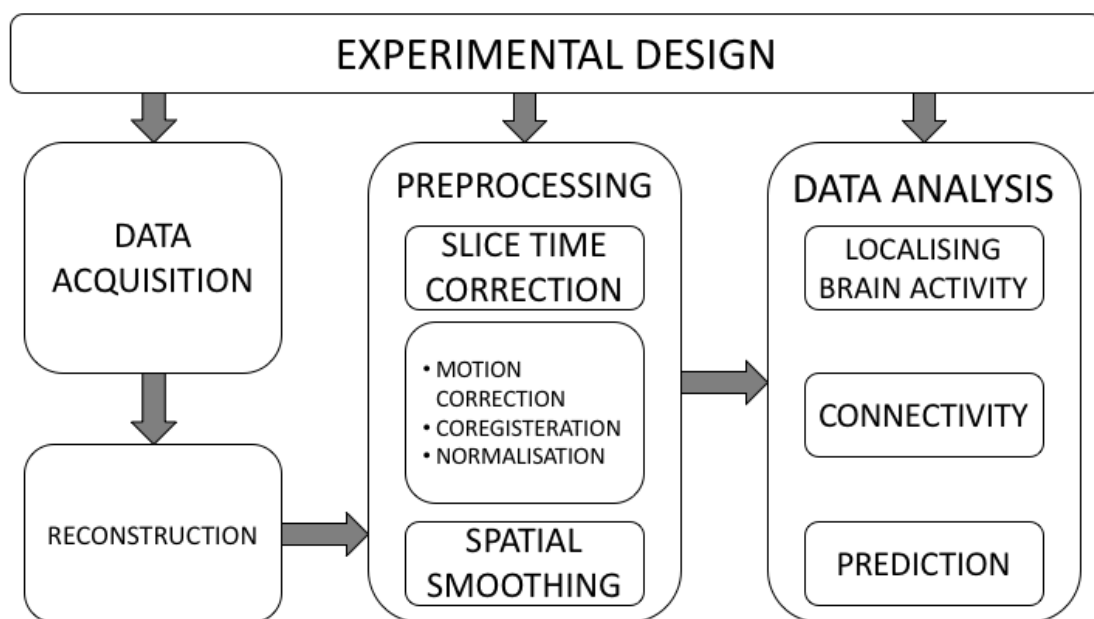 EXPERIMENTAL DESIGN
DATA
ACQUISITION
RECONSTRUCTION
PREPROCESSING
SLICE TIME
CORRECTION
• MOTION
CORRECTION
• COREGISTERATION
• NORMALISATION
SPATIAL
SMOOTHING
DATA ANALYSIS
LOCALISING
BRAIN ACTIVITY
CONNECTIVITY
PREDICTION